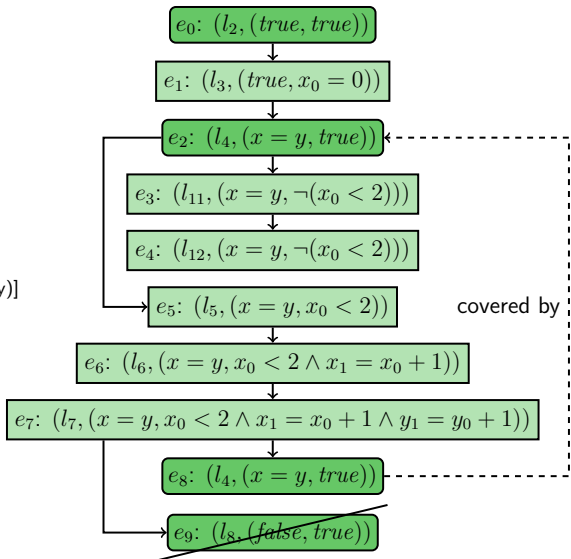 e₀: (l₂, (true, true))
e₁: (l₃, (true, x₀ = 0))
e₂: (l₄, (x = y, true))
e₃: (l₁₁, (x = y, ¬(x₀ < 2)))
e₄: (l₁₂, (x = y, ¬(x₀ < 2)))
y)]
e₅: (l₅, (x = y, x₀ < 2))
covered by
e₆: (l₆, (x = y, x₀ < 2 ∧ x₁ = x₀ + 1))
e₇: (l₇, (x = y, x₀ < 2 ∧ x₁ = x₀ + 1 ∧ y₁ = y₀ + 1))
e₈: (l₄, (x = y, true))
e₉: (l₈, (false, true))